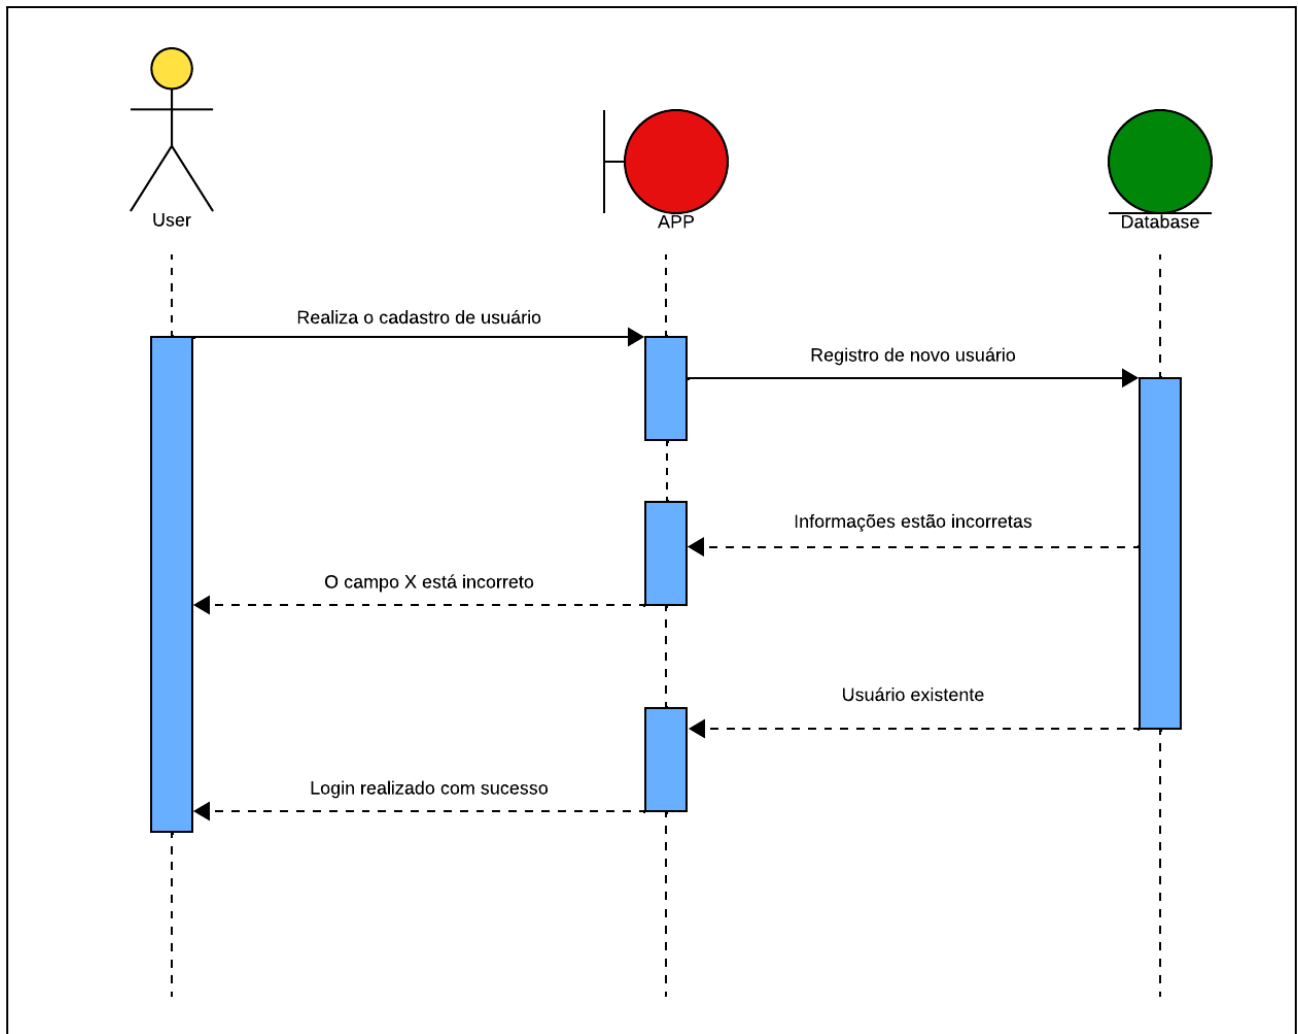 User
APP
Database
Realiza o cadastro de usuário
Registro de novo usuário
Informações estão incorretas
O campo X está incorreto
Usuário existente
Login realizado com sucesso